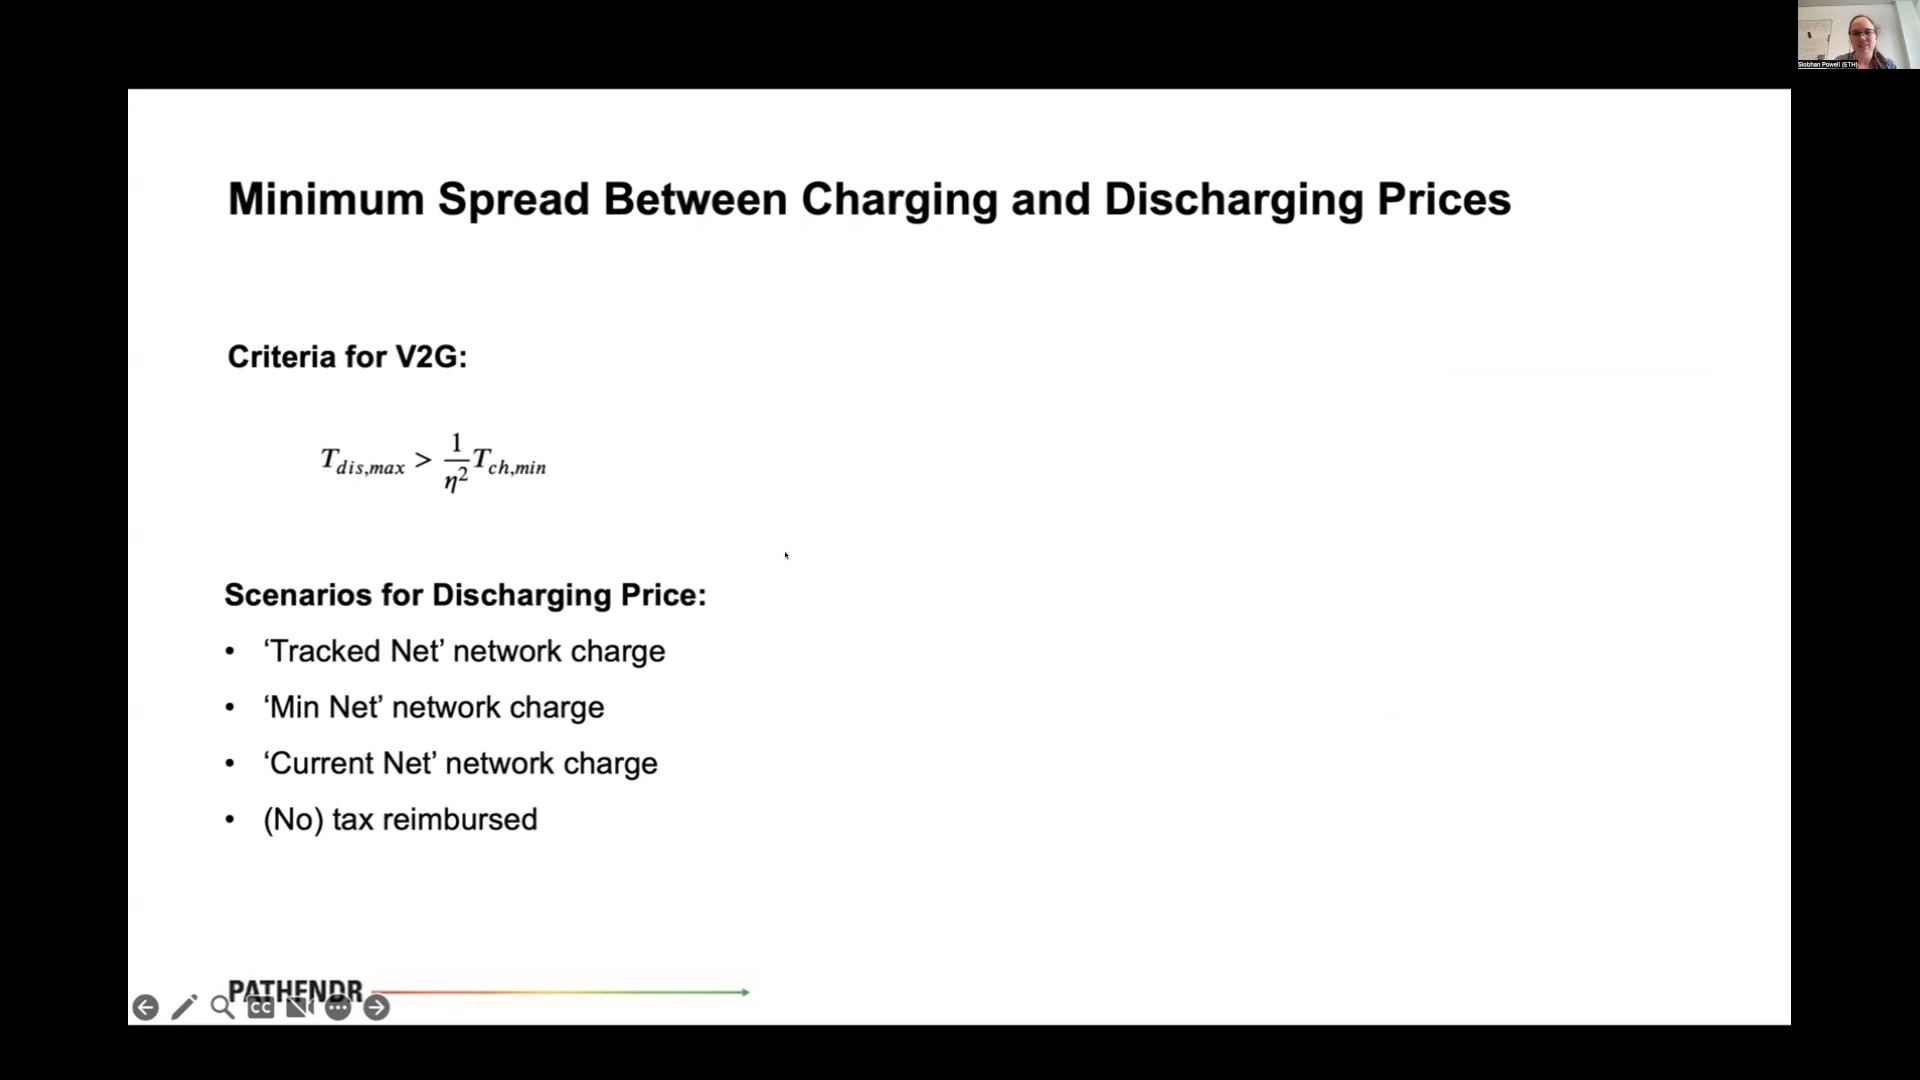 Siobhan Powell (ETH)
Minimum Spread Between Charging and Discharging Prices
Criteria for V2G:
T_{dis,max} > \frac{1}{η^2} T_{ch,min}
Scenarios for Discharging Price:
• ‘Tracked Net’ network charge
• ‘Min Net’ network charge
• ‘Current Net’ network charge
• (No) tax reimbursed
PATHFNDR
CC